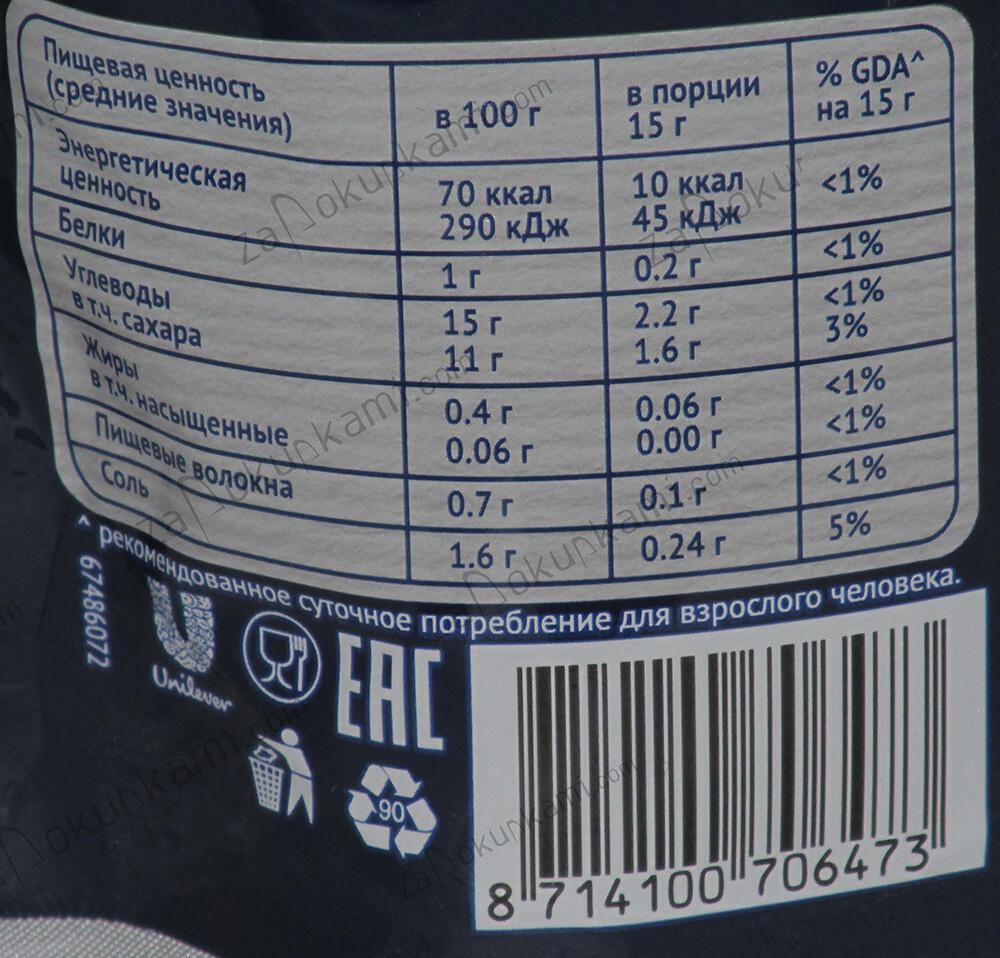 Пищевая ценность
(средние значения)
в 100 г
в порции
15 г
% GDA^
на 15 г
Энергетическая
ценность
70 ккал
290 кДж
10 ккал
45 кДж
<1%
Белки
1 г
0.2 г
<1%
Углеводы
в т.ч. сахара
15 г
11 г
2.2 г
1.6 г
<1%
3%
Жиры
в т.ч. насыщенные
0.4 г
0.06 г
0.06 г
0.00 г
<1%
<1%
Пищевые волокна
0.7 г
0.1 г
<1%
Соль
1.6 г
0.24 г
5%
^ рекомендованное суточное потребление для взрослого человека.
67486072
Unilever
EAC
90
8 714100 706473
zaPokupkami.com